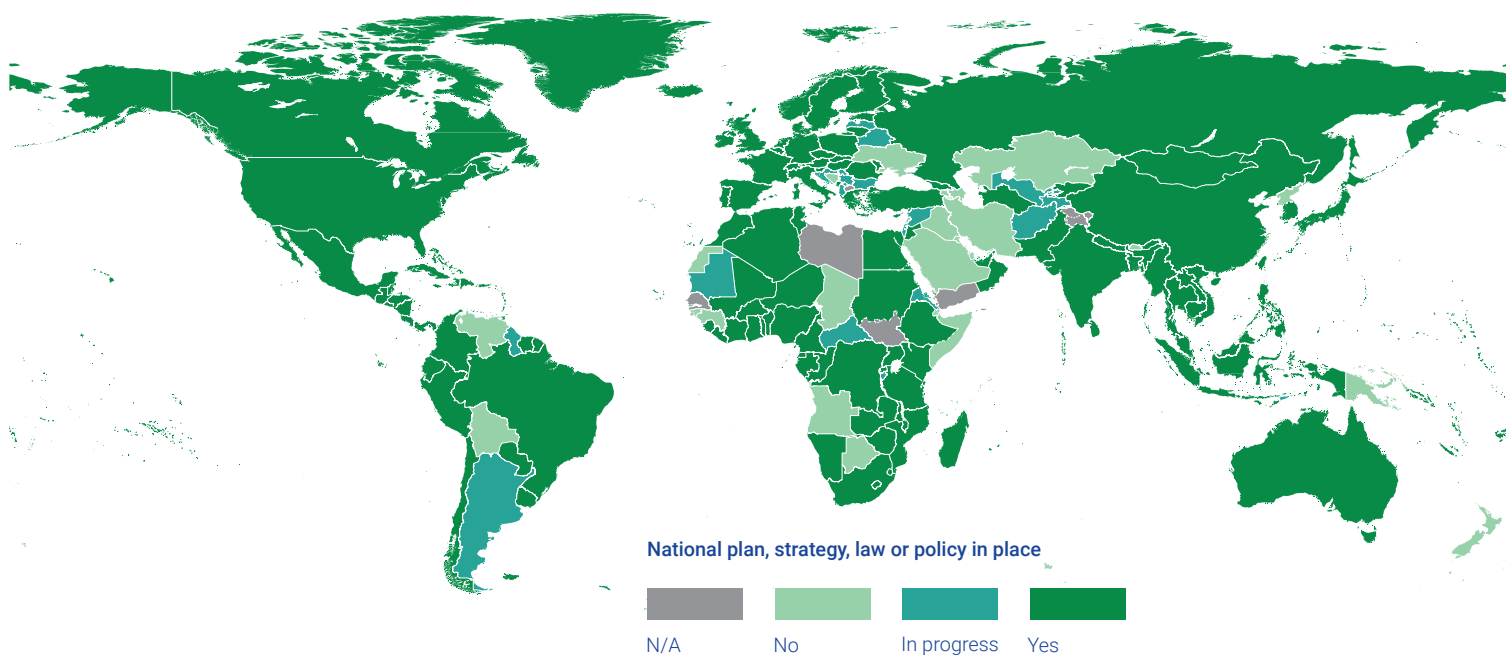 National plan, strategy, law or policy in place
N/A
No
In progress
Yes